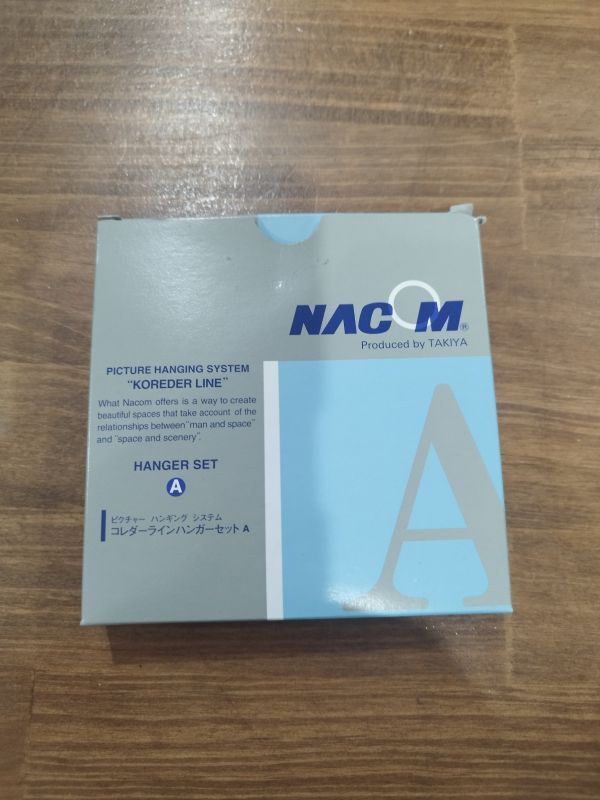 NACOM®
Produced by TAKIYA
PICTURE HANGING SYSTEM
"KOREDER LINE"
What Nacom offers is a way to create
beautiful spaces that take account of the
relationships between "man and space"
and "space and scenery".
HANGER SET
A
ピクチャー ハンギング システム
コレダーラインハンガーセット A
A